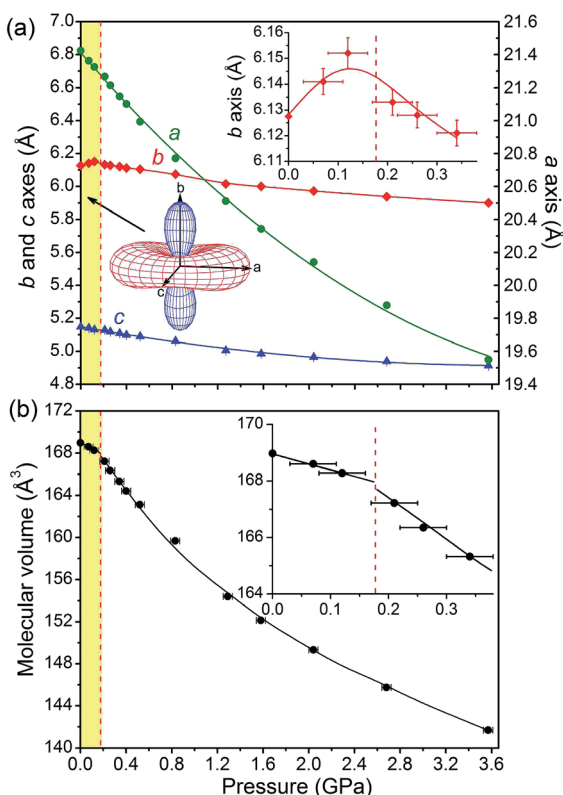 (a)
b and c axes (Å)
7.0
6.8
6.6
6.4
6.2
6.0
5.8
5.6
5.4
5.2
5.0
4.8
a
b
c
b
a
c
b axis (Å)
6.16
6.15
6.14
6.13
6.12
6.11
0.0 0.1 0.2 0.3
21.6
21.4
21.2
21.0
20.8
20.6
20.4
20.2
20.0
19.8
19.6
19.4
a axis (Å)
(b)
Molecular volume (Å³)
172
168
164
160
156
152
148
144
140
170
168
166
164
0.0 0.1 0.2 0.3
0.0 0.4 0.8 1.2 1.6 2.0 2.4 2.8 3.2 3.6
Pressure (GPa)